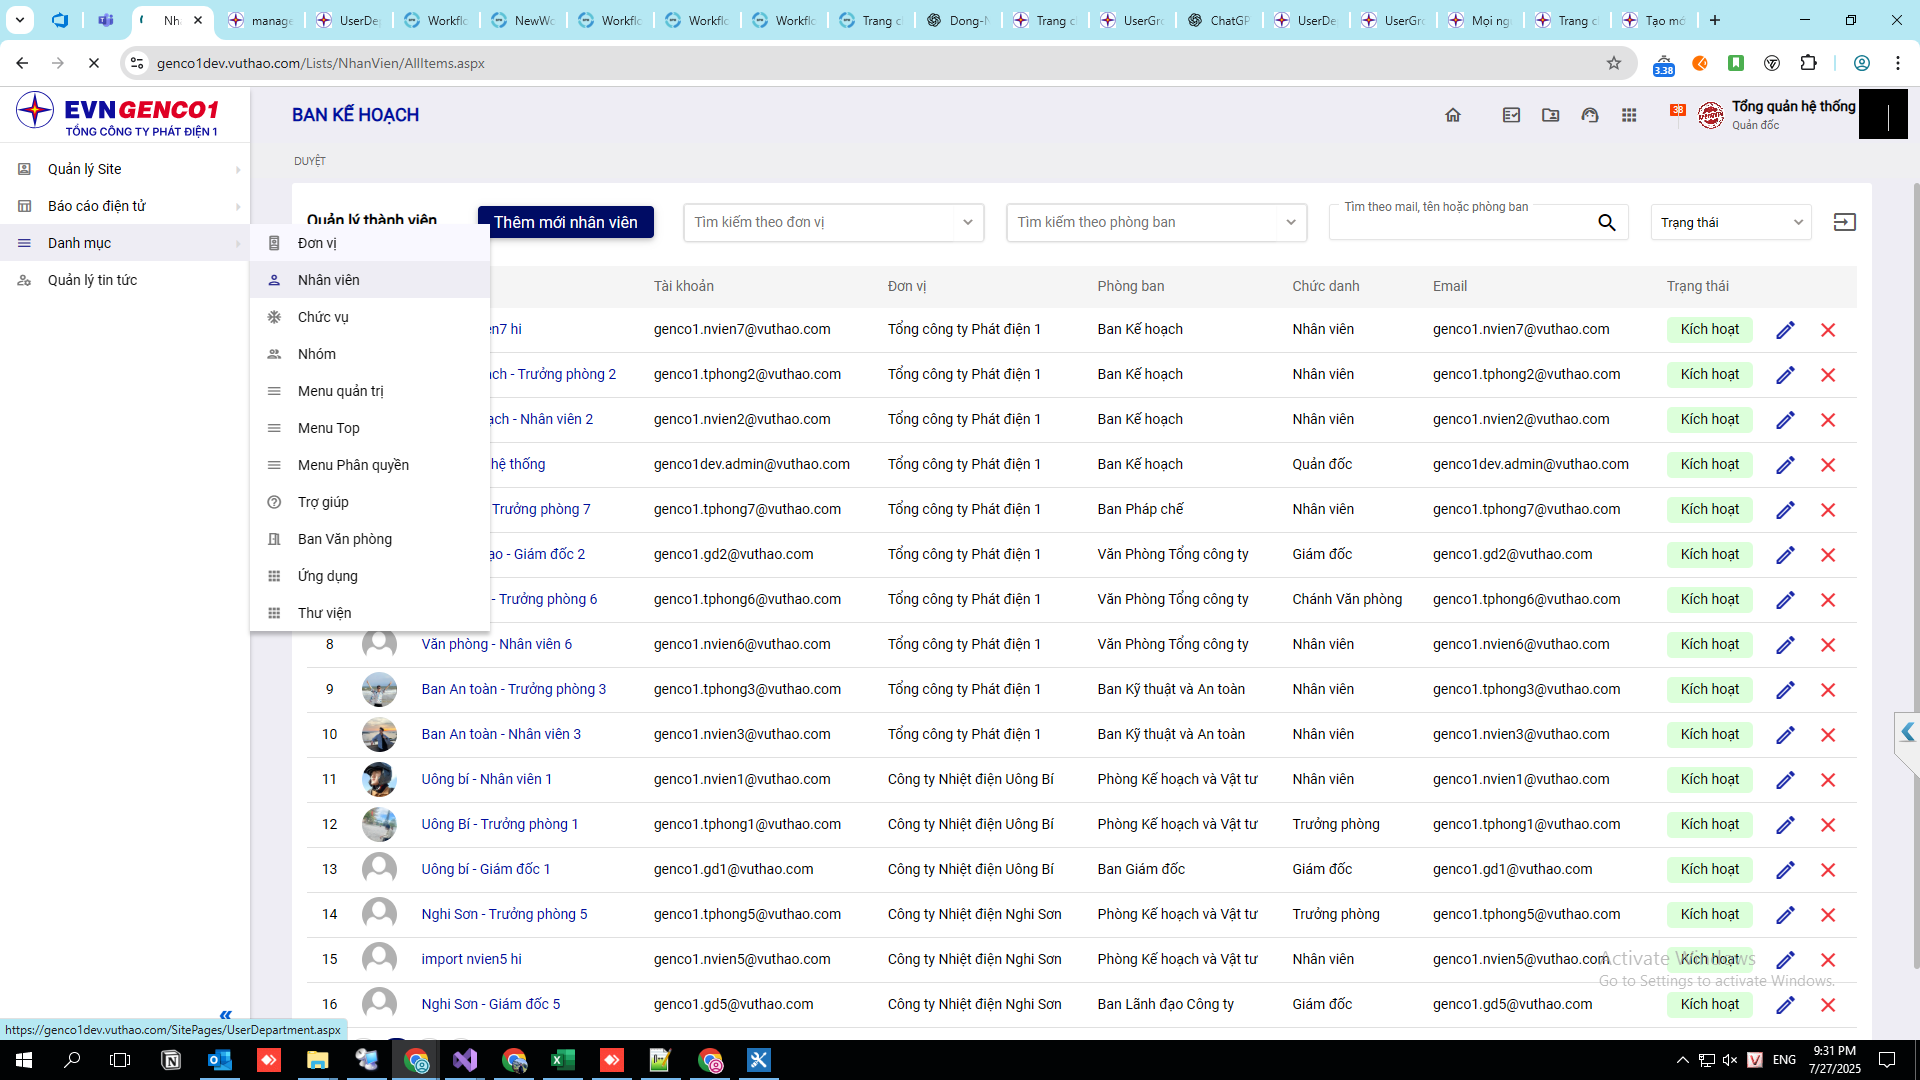 Nh
manage
UserDe
Workflo
NewWo
Workflo
Workflo
Workflo
Trang c
Dong-N
Trang c
UserGro
ChatGP
UserDe
UserGro
Mọi ng
Trang c
Tạo mó
genco1dev.vuthao.com/Lists/NhanVien/AllItems.aspx
3.38
EVNGENCO1
TỔNG CÔNG TY PHÁT ĐIỆN 1
BAN KẾ HOẠCH
38
Tổng quản hệ thống
Quản đốc
Quản lý Site
Báo cáo điện tử
Danh mục
Quản lý tin tức
Đơn vị
Nhân viên
Chức vụ
Nhóm
Menu quản trị
Menu Top
Menu Phân quyền
Trợ giúp
Ban Văn phòng
Ứng dụng
Thư viện
DUYỆT
Quản lý thành viên
Thêm mới nhân viên
Tìm kiếm theo đơn vị
Tìm kiếm theo phòng ban
Tìm theo mail, tên hoặc phòng ban
Trạng thái
Tài khoản Đơn vị Phòng ban Chức danh Email Trạng thái
en7 hi genco1.nvien7@vuthao.com Tổng công ty Phát điện 1 Ban Kế hoạch Nhân viên genco1.nvien7@vuthao.com Kích hoạt
ach - Trưởng phòng 2 genco1.tphong2@vuthao.com Tổng công ty Phát điện 1 Ban Kế hoạch Nhân viên genco1.tphong2@vuthao.com Kích hoạt
ạch - Nhân viên 2 genco1.nvien2@vuthao.com Tổng công ty Phát điện 1 Ban Kế hoạch Nhân viên genco1.nvien2@vuthao.com Kích hoạt
hệ thống genco1dev.admin@vuthao.com Tổng công ty Phát điện 1 Ban Kế hoạch Quản đốc genco1dev.admin@vuthao.com Kích hoạt
Trưởng phòng 7 genco1.tphong7@vuthao.com Tổng công ty Phát điện 1 Ban Pháp chế Nhân viên genco1.tphong7@vuthao.com Kích hoạt
ạo - Giám đốc 2 genco1.gd2@vuthao.com Tổng công ty Phát điện 1 Văn Phòng Tổng công ty Giám đốc genco1.gd2@vuthao.com Kích hoạt
- Trưởng phòng 6 genco1.tphong6@vuthao.com Tổng công ty Phát điện 1 Văn Phòng Tổng công ty Chánh Văn phòng genco1.tphong6@vuthao.com Kích hoạt
8 Văn phòng - Nhân viên 6 genco1.nvien6@vuthao.com Tổng công ty Phát điện 1 Văn Phòng Tổng công ty Nhân viên genco1.nvien6@vuthao.com Kích hoạt
9 Ban An toàn - Trưởng phòng 3 genco1.tphong3@vuthao.com Tổng công ty Phát điện 1 Ban Kỹ thuật và An toàn Nhân viên genco1.tphong3@vuthao.com Kích hoạt
10 Ban An toàn - Nhân viên 3 genco1.nvien3@vuthao.com Tổng công ty Phát điện 1 Ban Kỹ thuật và An toàn Nhân viên genco1.nvien3@vuthao.com Kích hoạt
11 Uông bí - Nhân viên 1 genco1.nvien1@vuthao.com Công ty Nhiệt điện Uông Bí Phòng Kế hoạch và Vật tư Nhân viên genco1.nvien1@vuthao.com Kích hoạt
12 Uông Bí - Trưởng phòng 1 genco1.tphong1@vuthao.com Công ty Nhiệt điện Uông Bí Phòng Kế hoạch và Vật tư Trưởng phòng genco1.tphong1@vuthao.com Kích hoạt
13 Uông bí - Giám đốc 1 genco1.gd1@vuthao.com Công ty Nhiệt điện Uông Bí Ban Giám đốc Giám đốc genco1.gd1@vuthao.com Kích hoạt
14 Nghi Sơn - Trưởng phòng 5 genco1.tphong5@vuthao.com Công ty Nhiệt điện Nghi Sơn Phòng Kế hoạch và Vật tư Trưởng phòng genco1.tphong5@vuthao.com Kích hoạt
15 import nvien5 hi genco1.nvien5@vuthao.com Công ty Nhiệt điện Nghi Sơn Phòng Kế hoạch và Vật tư Nhân viên genco1.nvien5@vuthao.com Kích hoạt
16 Nghi Sơn - Giám đốc 5 genco1.gd5@vuthao.com Công ty Nhiệt điện Nghi Sơn Ban Lãnh đạo Công ty Giám đốc genco1.gd5@vuthao.com Kích hoạt
Activate Windows
Go to Settings to activate Windows.
https://genco1dev.vuthao.com/SitePages/UserDepartment.aspx
ENG
9:31 PM
7/27/2025